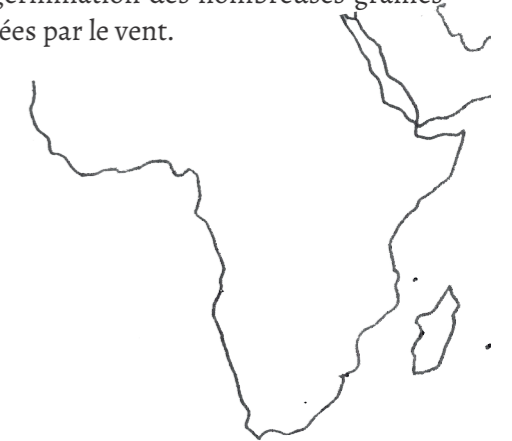 germination des nombreuses graines
ées par le vent.